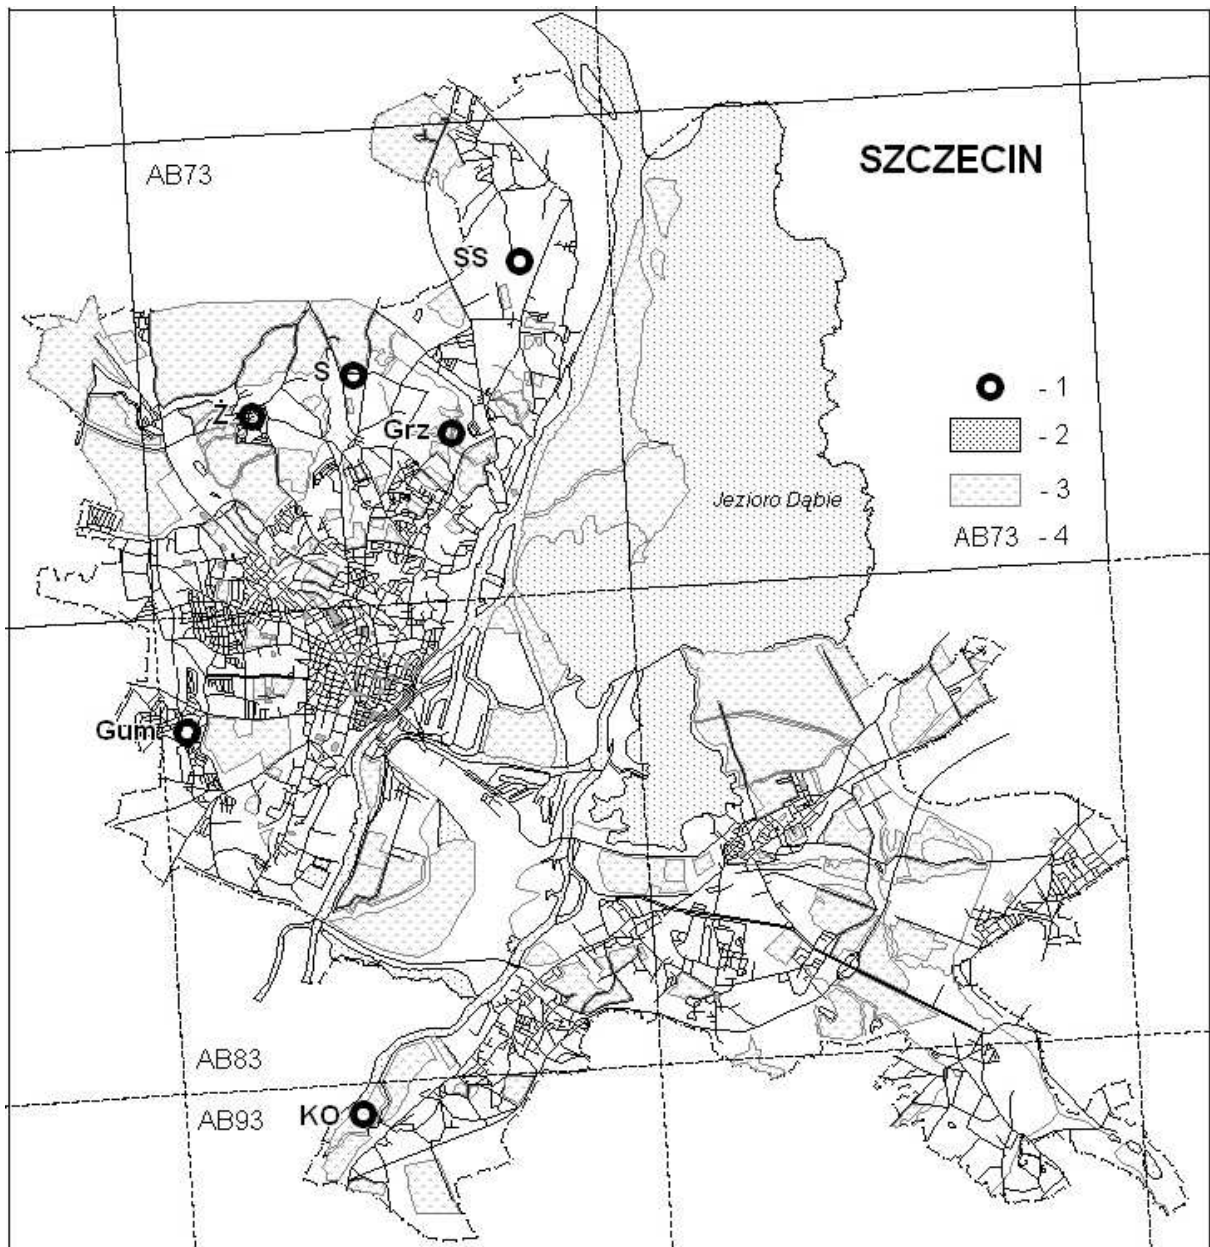 SZCZECIN
AB73
SS
S
Ż
Grz
- 1
- 2
- 3
AB73 - 4
Jezioro Dąbie
Gum
AB83
AB93
KO